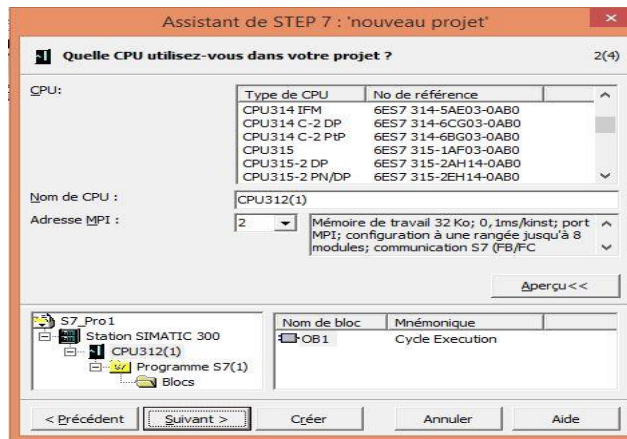 Assistant de STEP 7 : 'nouveau projet'
Quelle CPU utilisez-vous dans votre projet ? 2(4)
CPU:
Type de CPU No de référence
CPU314 IFM 6ES7 314-5AE03-0AB0
CPU314 C-2 DP 6ES7 314-6CG03-0AB0
CPU314 C-2 PtP 6ES7 314-6BG03-0AB0
CPU315 6ES7 315-1AF03-0AB0
CPU315-2 DP 6ES7 315-2AH14-0AB0
CPU315-2 PN/DP 6ES7 315-2EH14-0AB0
Nom de CPU : CPU312(1)
Adresse MPI : 2
Mémoire de travail 32 Ko; 0,1ms/kinst; port
MPI; configuration à une rangée jusqu'à 8
modules; communication S7 (FB/FC
Aperçu<<
S7_Pro1
Station SIMATIC 300
CPU312(1)
Programme S7(1)
Blocs
Nom de bloc Mnémonique
OB1 Cycle Execution
< Précédent Suivant > Créer Annuler Aide